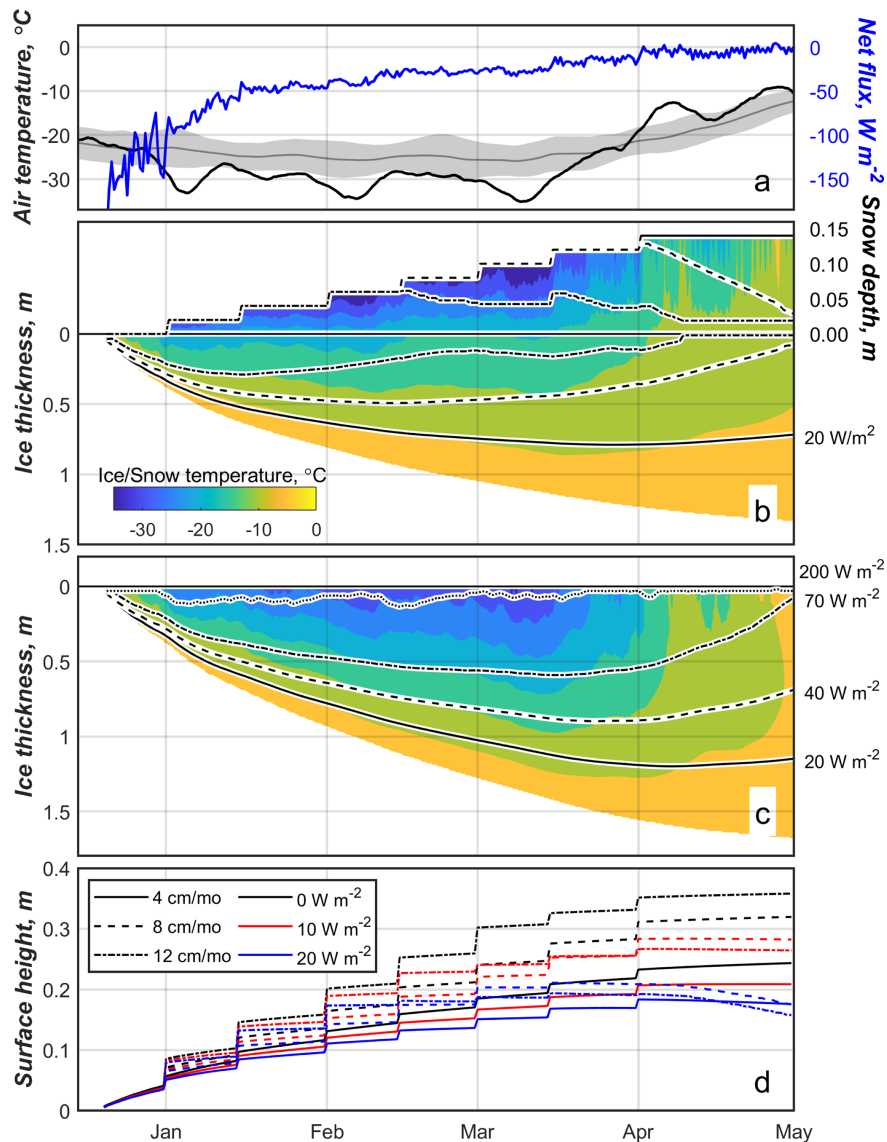 Air temperature, °C
0
-10
-20
-30
0
-50
-100
-150
Net flux, W m-2
a
Ice thickness, m
0
0.5
1
1.5
0.15
0.10
0.05
0.00
Snow depth, m
20 W/m²
Ice/Snow temperature, °C
-30
-20
-10
0
b
Ice thickness, m
0
0.5
1
1.5
200 W m-2
70 W m-2
40 W m-2
20 W m-2
c
Surface height, m
0.4
0.3
0.2
0.1
0
4 cm/mo
0 W m-2
8 cm/mo
10 W m-2
12 cm/mo
20 W m-2
d
Jan
Feb
Mar
Apr
May